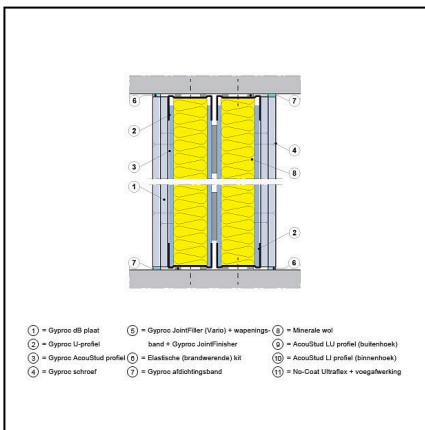 6
7
2
4
3
8
1
2
7
6
1 = Gyproc dB plaat
2 = Gyproc U-profiel
3 = Gyproc AcouStud profiel
4 = Gyproc schroef
5 = Gyproc JointFiller (Vario) + wapenings-
band + Gyproc JointFinisher
6 = Elastische (brandwerende) kit
7 = Gyproc afdichtingsband
8 = Minerale wol
9 = AcouStud LU profiel (buitenhoek)
10 = AcouStud LI profiel (binnenhoek)
11 = No-Coat Ultraflex + voegafwerking